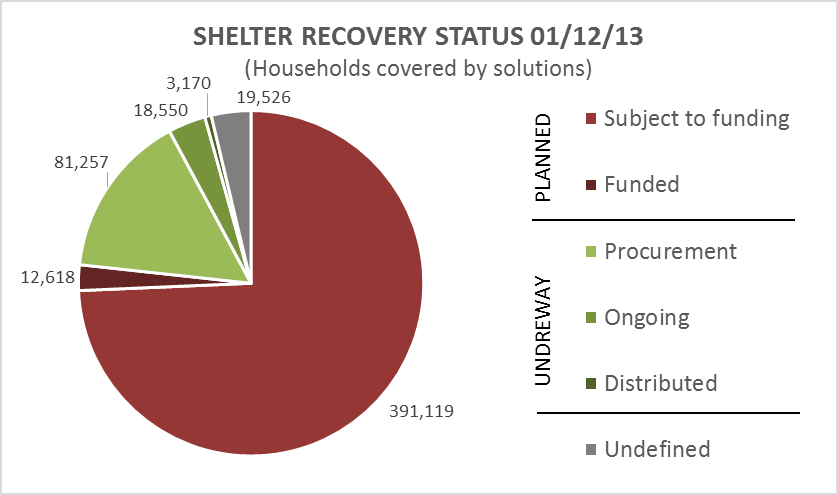 SHELTER RECOVERY STATUS 01/12/13
(Households covered by solutions)
3,170
19,526
18,550
81,257
12,618
391,119
PLANNED
Subject to funding
Funded
UNDREWAY
Procurement
Ongoing
Distributed
Undefined